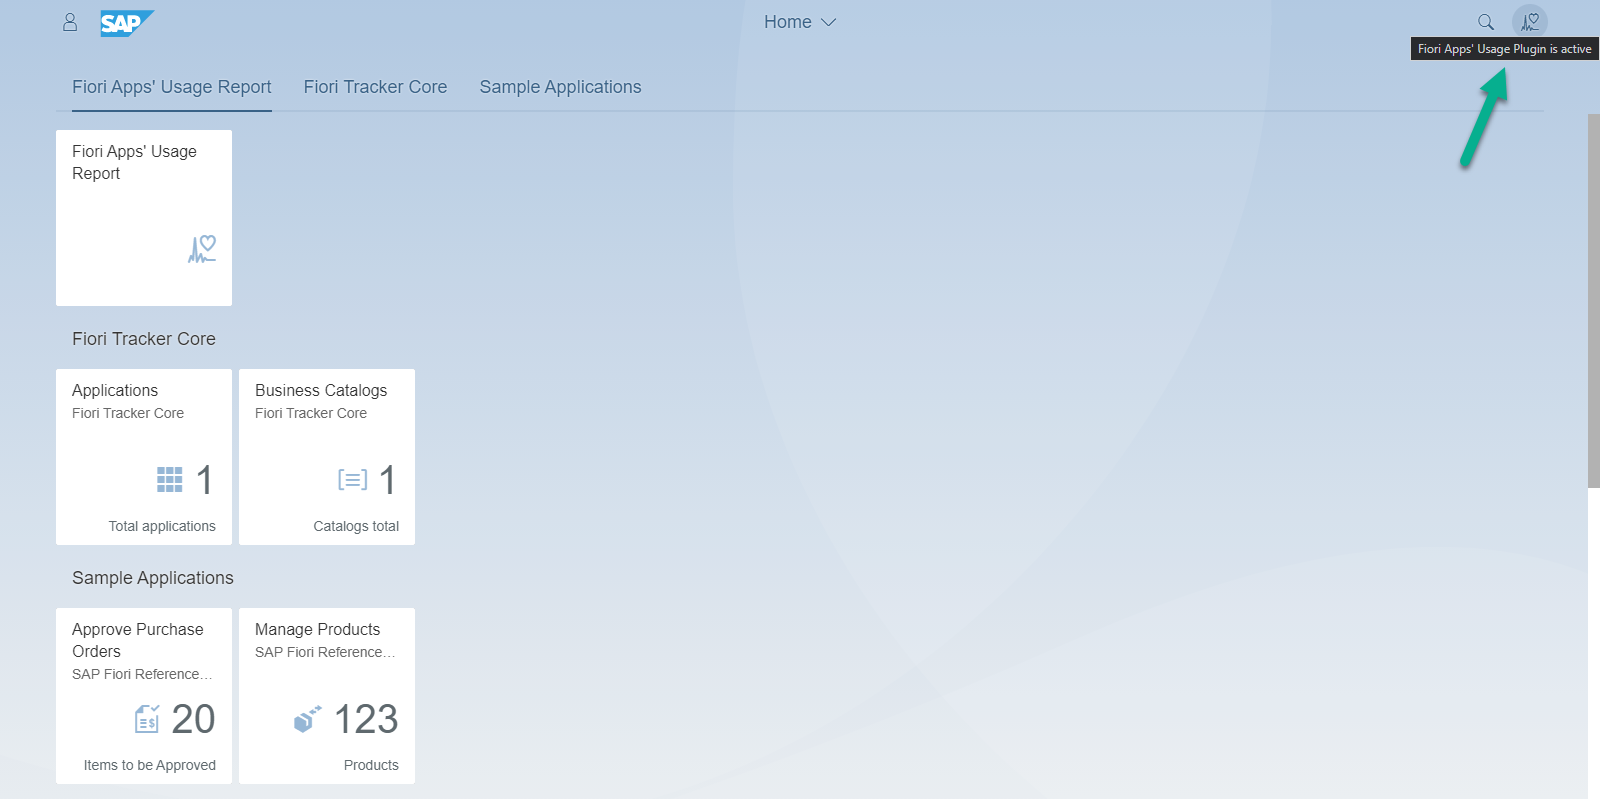 SAP
Home
Fiori Apps' Usage Plugin is active
Fiori Apps' Usage Report
Fiori Tracker Core
Sample Applications
Fiori Apps' Usage
Report
Fiori Tracker Core
Applications
Fiori Tracker Core
1
Total applications
Business Catalogs
Fiori Tracker Core
1
Catalogs total
Sample Applications
Approve Purchase
Orders
SAP Fiori Reference...
20
Items to be Approved
Manage Products
SAP Fiori Reference...
123
Products